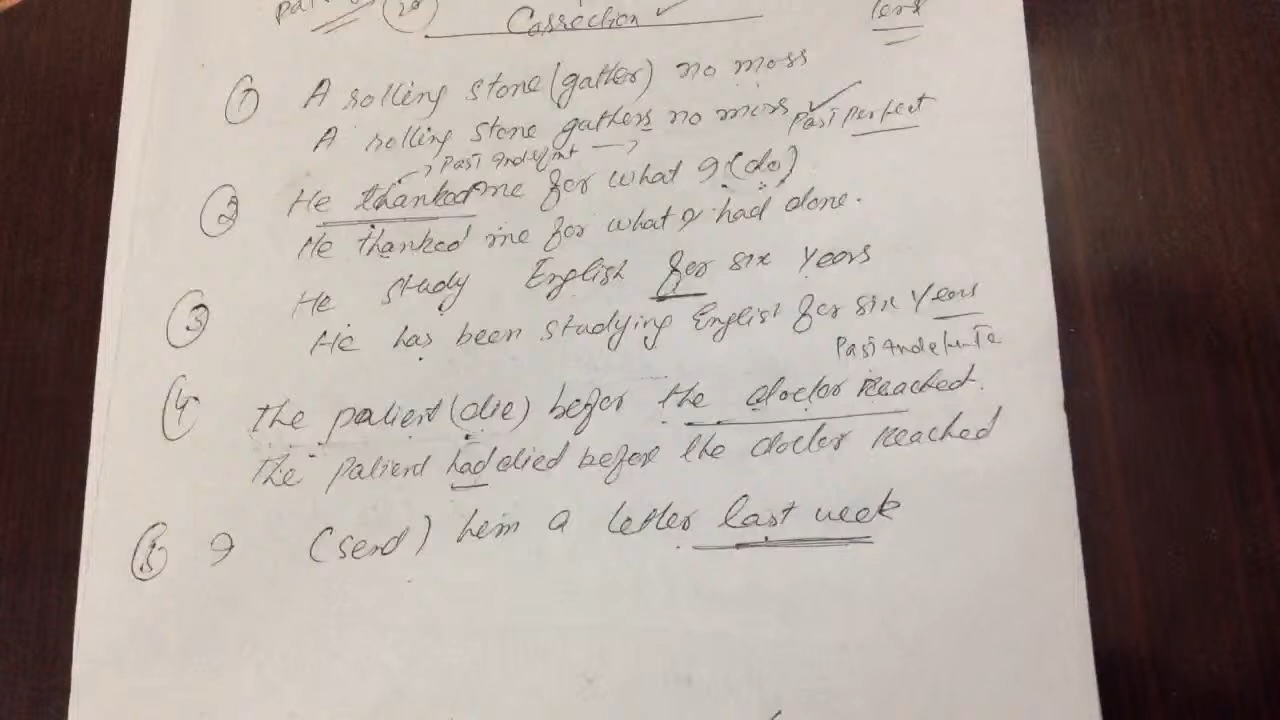 Correction
① A rolling stone (gather) no moss
A rolling stone gathers no moss
Past Indefint Past perfect
② He thanked me for what I (do)
He thanked me for what I had done.
③ He study English for six years
He has been studying English for six years
Past Indefinite
④ The patient (die) befor the doctor reached.
The patient had died before the doctor reached
⑤ I (send) him a letter last week